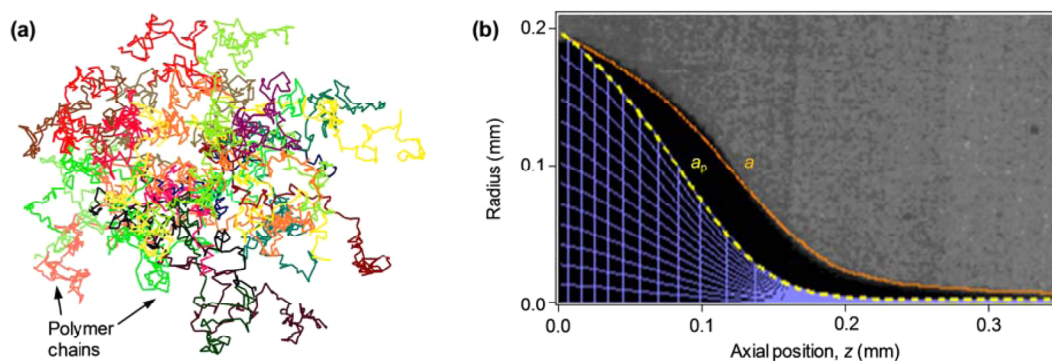 (a)
Polymer
chains
(b)
Radius (mm)
0.2
0.1
0.0
aₚ
a
0.0
0.1
0.2
0.3
Axial position, z (mm)